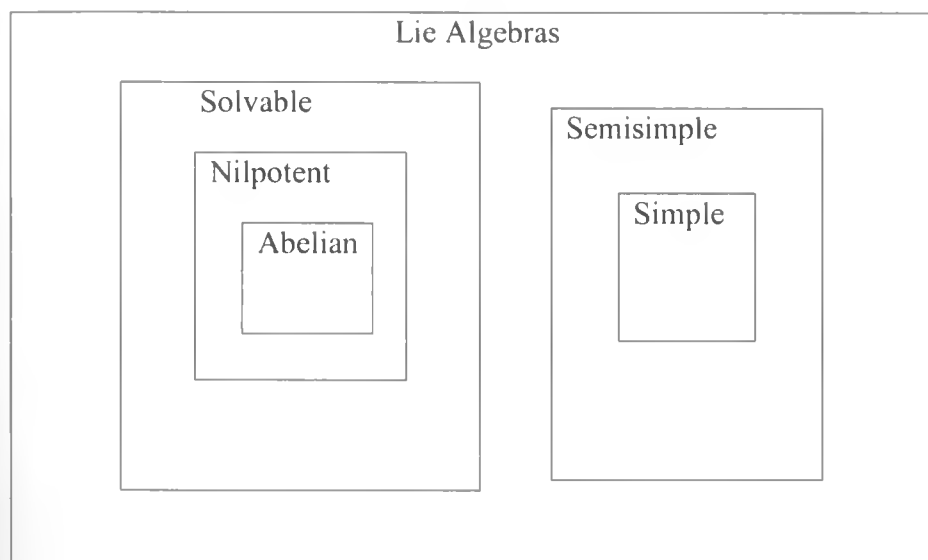 Lie Algebras
Solvable
Semisimple
Nilpotent
Simple
Abelian